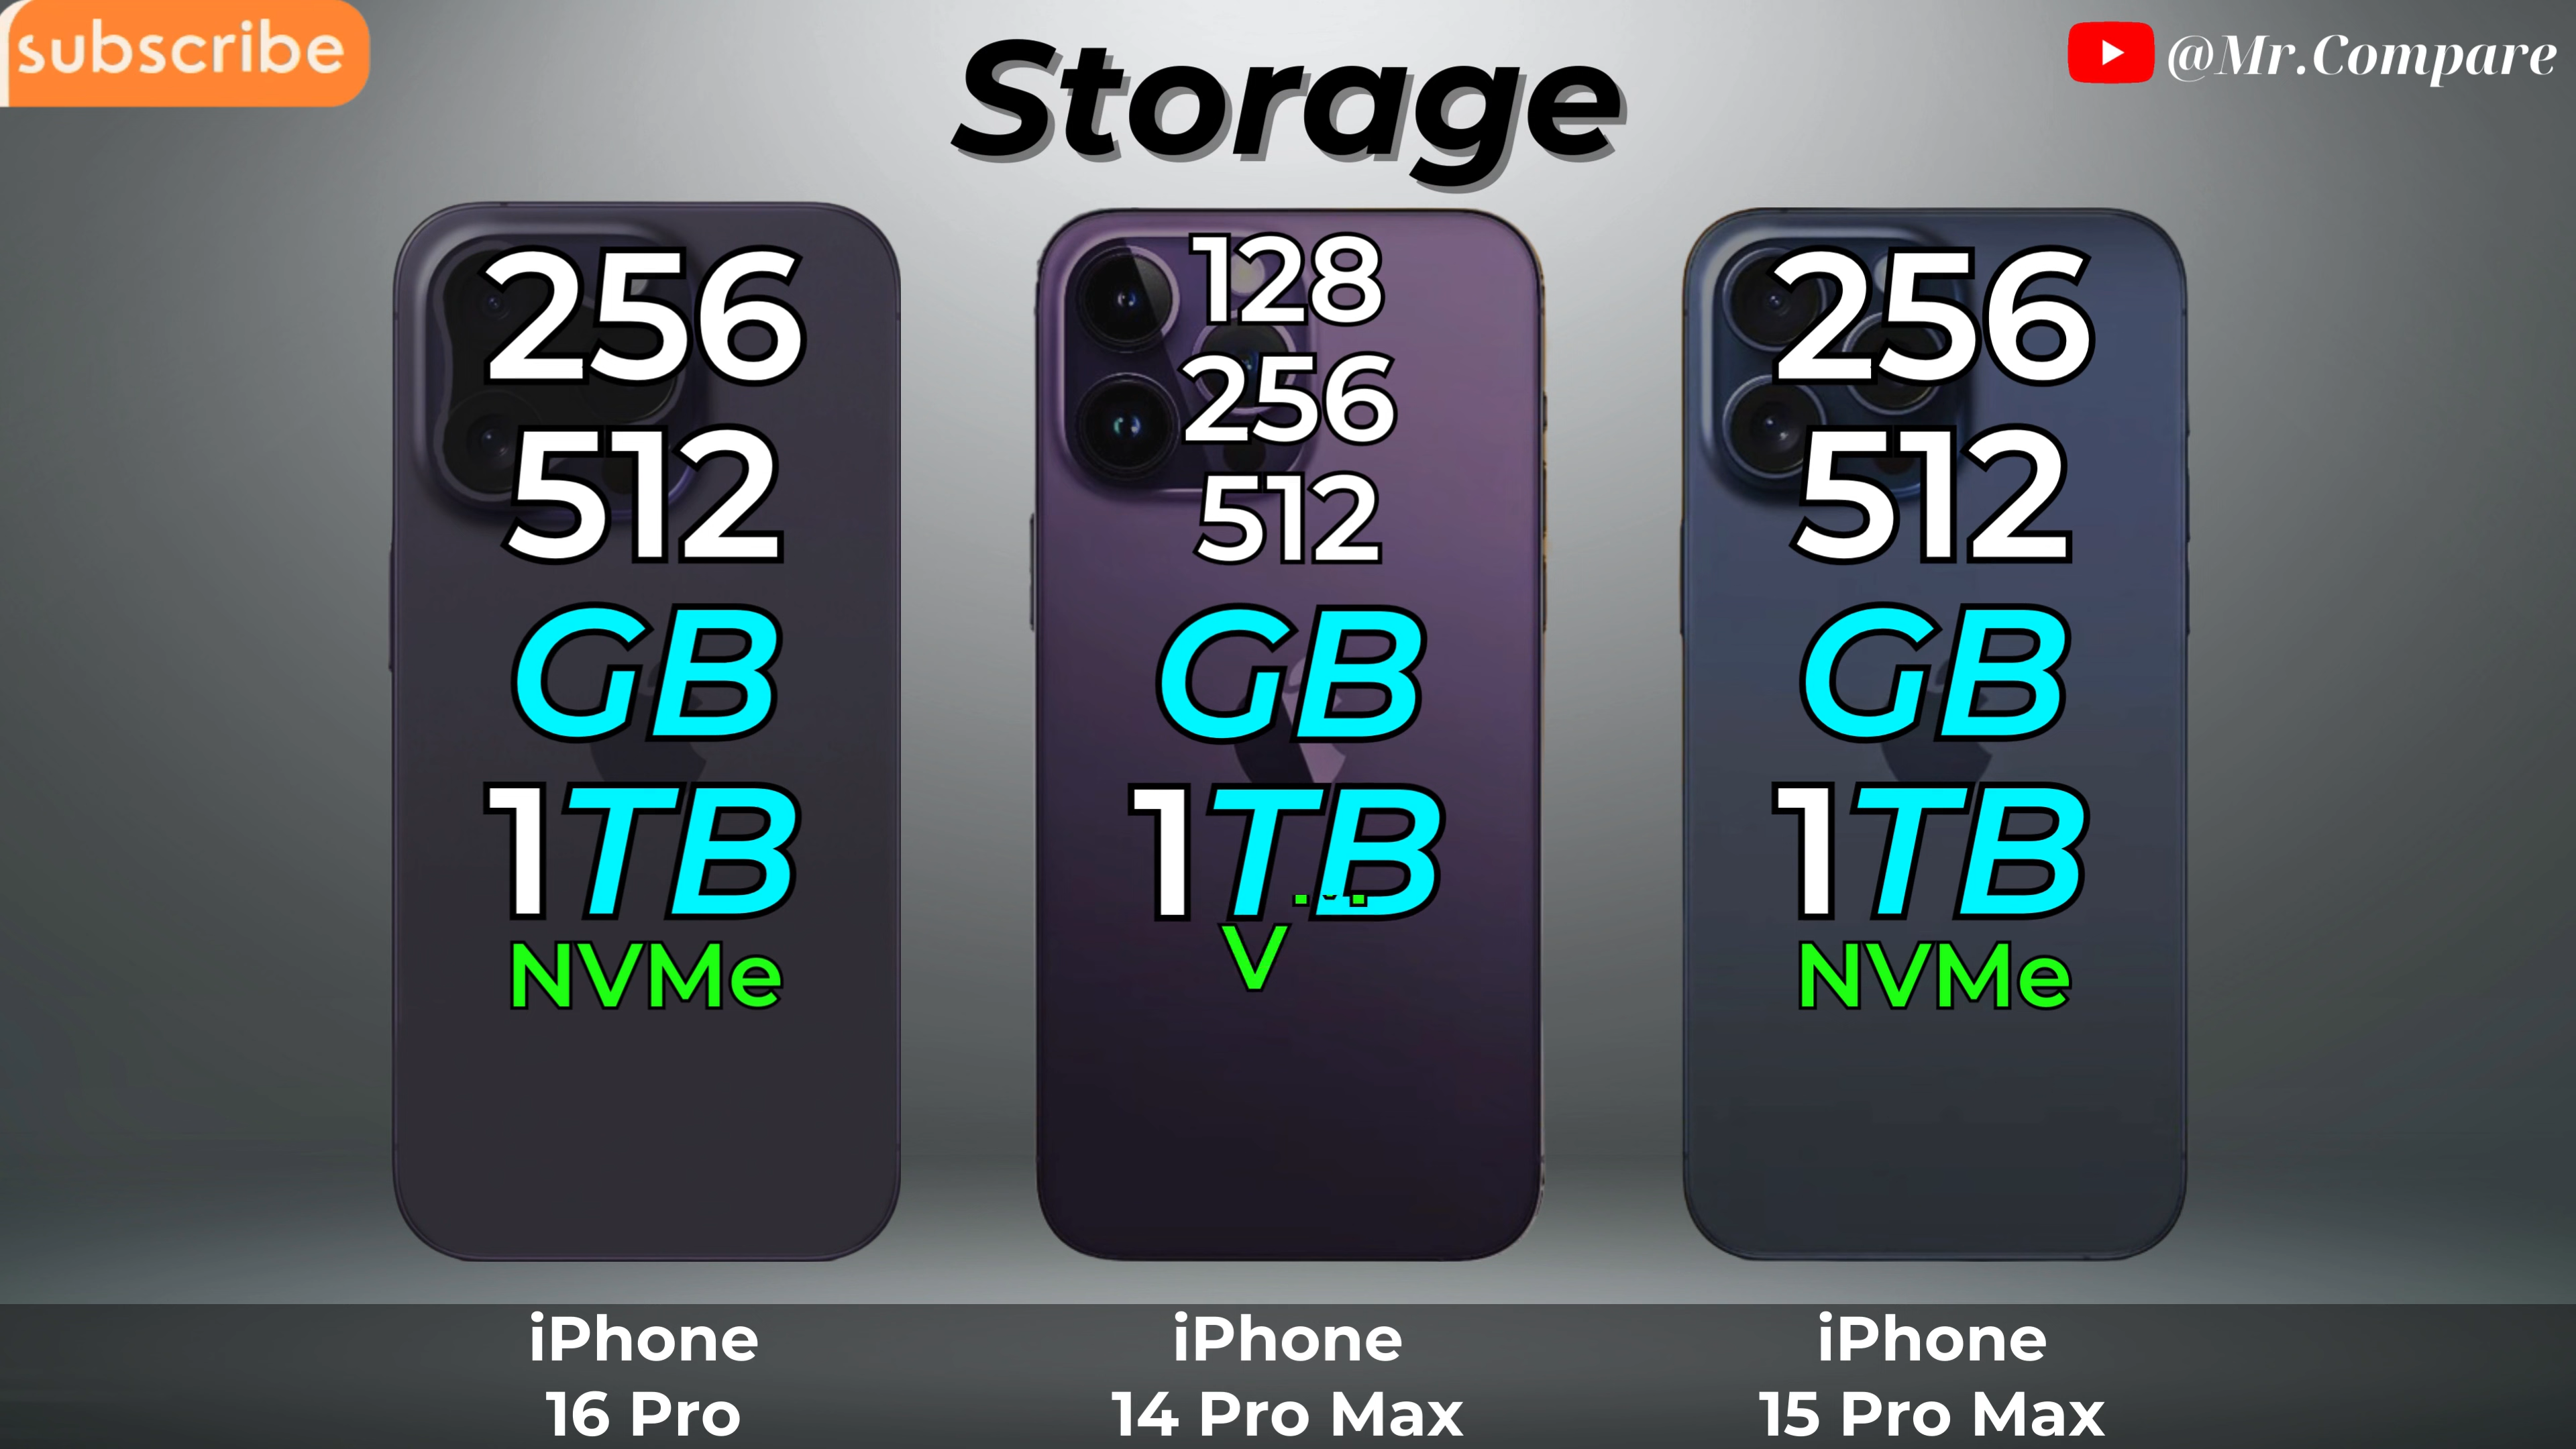 subscribe
Storage
@Mr.Compare
256
512
GB
1TB
NVMe
128
256
512
GB
1TB
V
256
512
GB
1TB
NVMe
iPhone
16 Pro
iPhone
14 Pro Max
iPhone
15 Pro Max